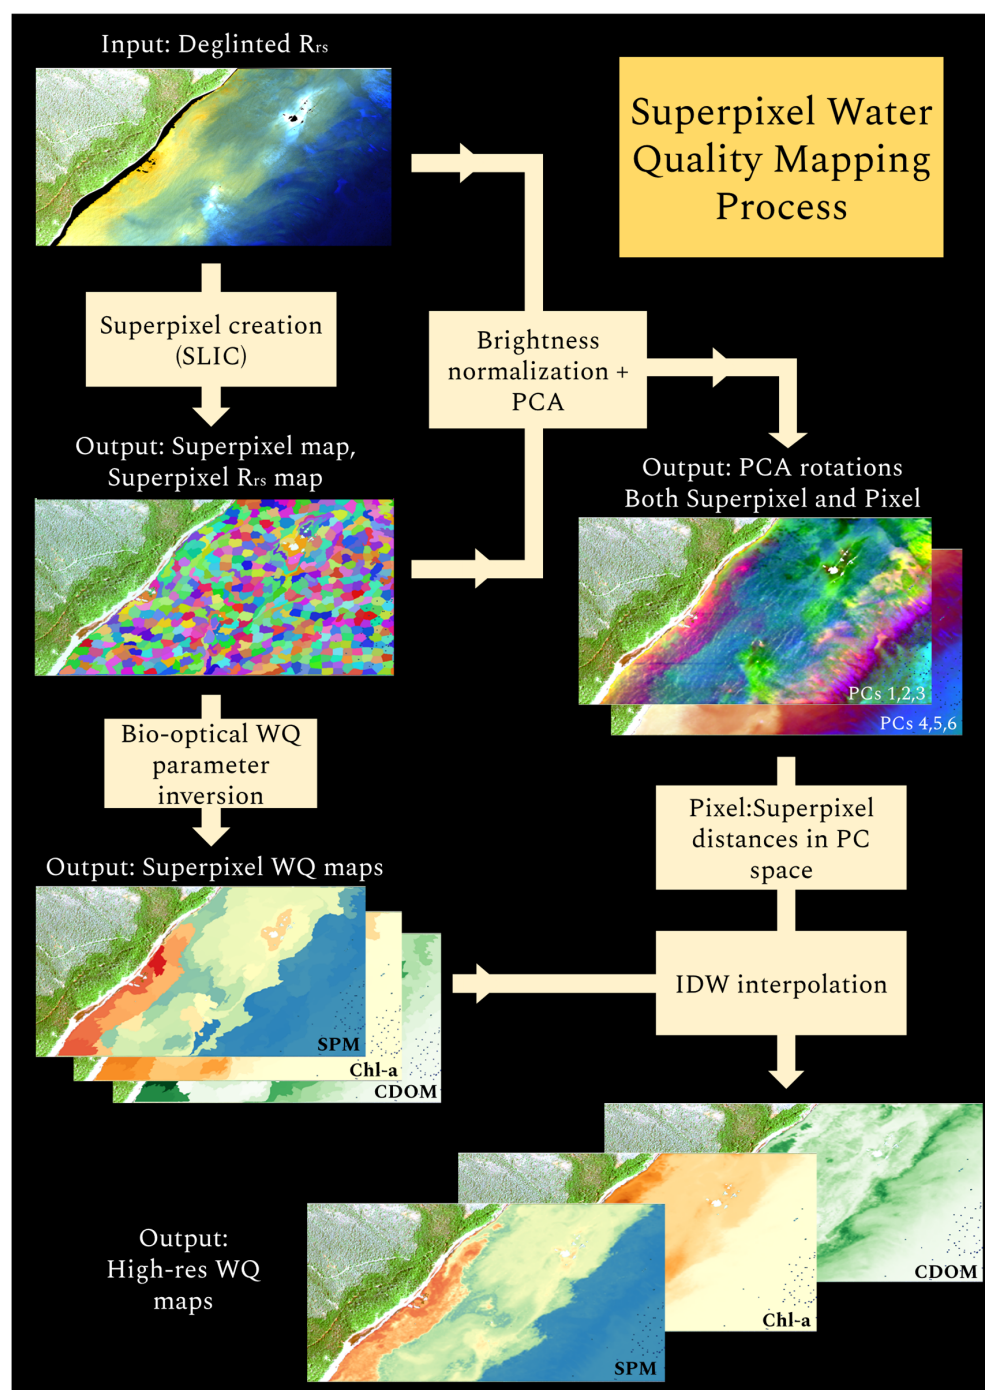 Input: Deglinted Rrs
Superpixel Water
Quality Mapping
Process
Superpixel creation
(SLIC)
Brightness
normalization +
PCA
Output: Superpixel map,
Superpixel Rrs map
Output: PCA rotations
Both Superpixel and Pixel
PCs 1,2,3
PCs 4,5,6
Bio-optical WQ
parameter
inversion
Pixel:Superpixel
distances in PC
space
Output: Superpixel WQ maps
SPM
Chl-a
CDOM
IDW interpolation
Output:
High-res WQ
maps
CDOM
Chl-a
SPM